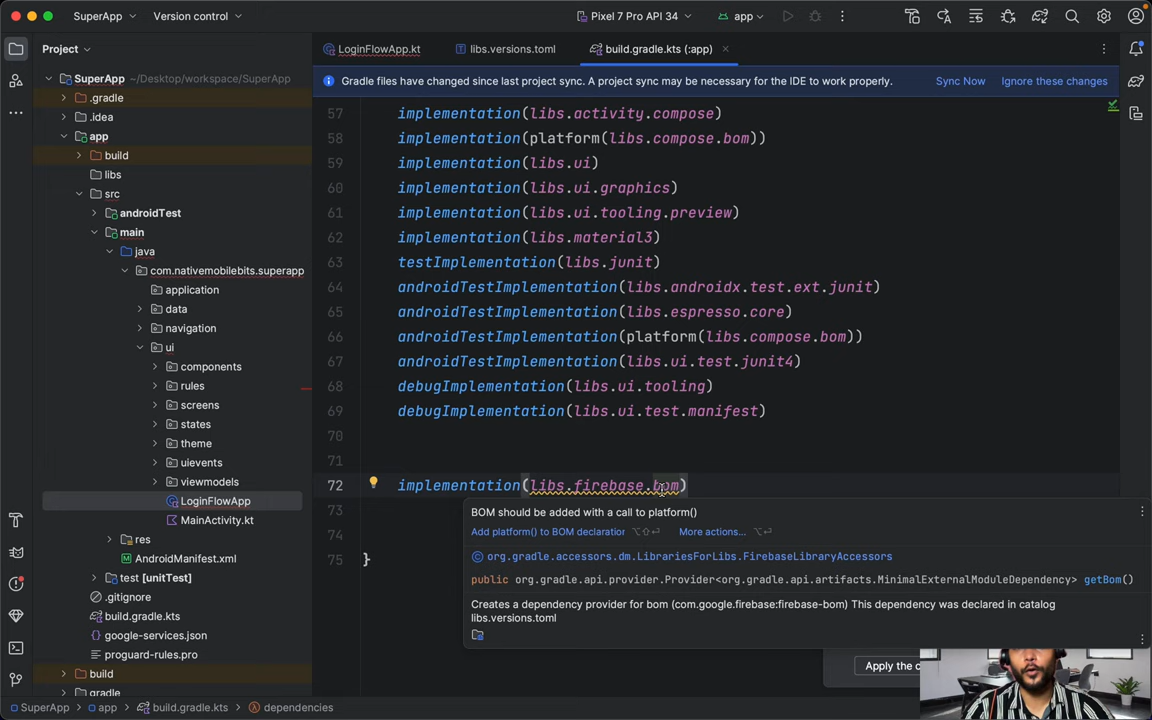 SuperApp
Version control
Pixel 7 Pro API 34
app
Project
LoginFlowApp.kt
libs.versions.toml
build.gradle.kts (:app)
SuperApp ~/Desktop/workspace/SuperApp
.gradle
.idea
app
build
libs
src
androidTest
main
java
com.nativemobilebits.superapp
application
data
navigation
ui
components
rules
screens
states
theme
uievents
viewmodels
LoginFlowApp
MainActivity.kt
res
AndroidManifest.xml
test [unitTest]
.gitignore
build.gradle.kts
google-services.json
proguard-rules.pro
build
gradle
Gradle files have changed since last project sync. A project sync may be necessary for the IDE to work properly.
Sync Now
Ignore these changes
57 implementation(libs.activity.compose)
58 implementation(platform(libs.compose.bom))
59 implementation(libs.ui)
60 implementation(libs.ui.graphics)
61 implementation(libs.ui.tooling.preview)
62 implementation(libs.material3)
63 testImplementation(libs.junit)
64 androidTestImplementation(libs.androidx.test.ext.junit)
65 androidTestImplementation(libs.espresso.core)
66 androidTestImplementation(platform(libs.compose.bom))
67 androidTestImplementation(libs.ui.test.junit4)
68 debugImplementation(libs.ui.tooling)
69 debugImplementation(libs.ui.test.manifest)
70
71
72 implementation(libs.firebase.bom)
73
74
75 }
BOM should be added with a call to platform()
Add platform() to BOM declaration ⌥⇧⏎ More actions... ⌥⏎
org.gradle.accessors.dm.LibrariesForLibs.FirebaseLibraryAccessors
public org.gradle.api.provider.Provider<org.gradle.api.artifacts.MinimalExternalModuleDependency> getBom()
Creates a dependency provider for bom (com.google.firebase:firebase-bom) This dependency was declared in catalog
libs.versions.toml
Apply the
SuperApp
app
build.gradle.kts
dependencies